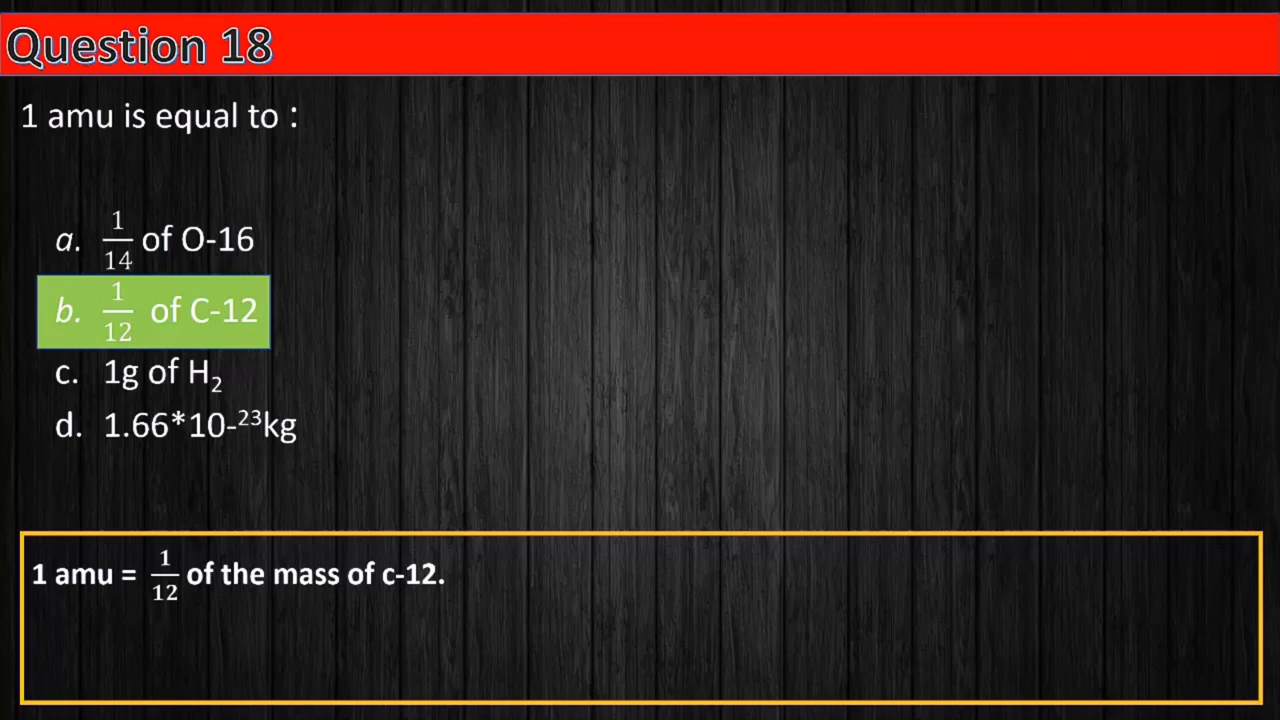 Question 18
1 amu is equal to :
a. 1/14 of O-16
b. 1/12 of C-12
c. 1g of H₂
d. 1.66*10-²³kg
1 amu = 1/12 of the mass of c-12.